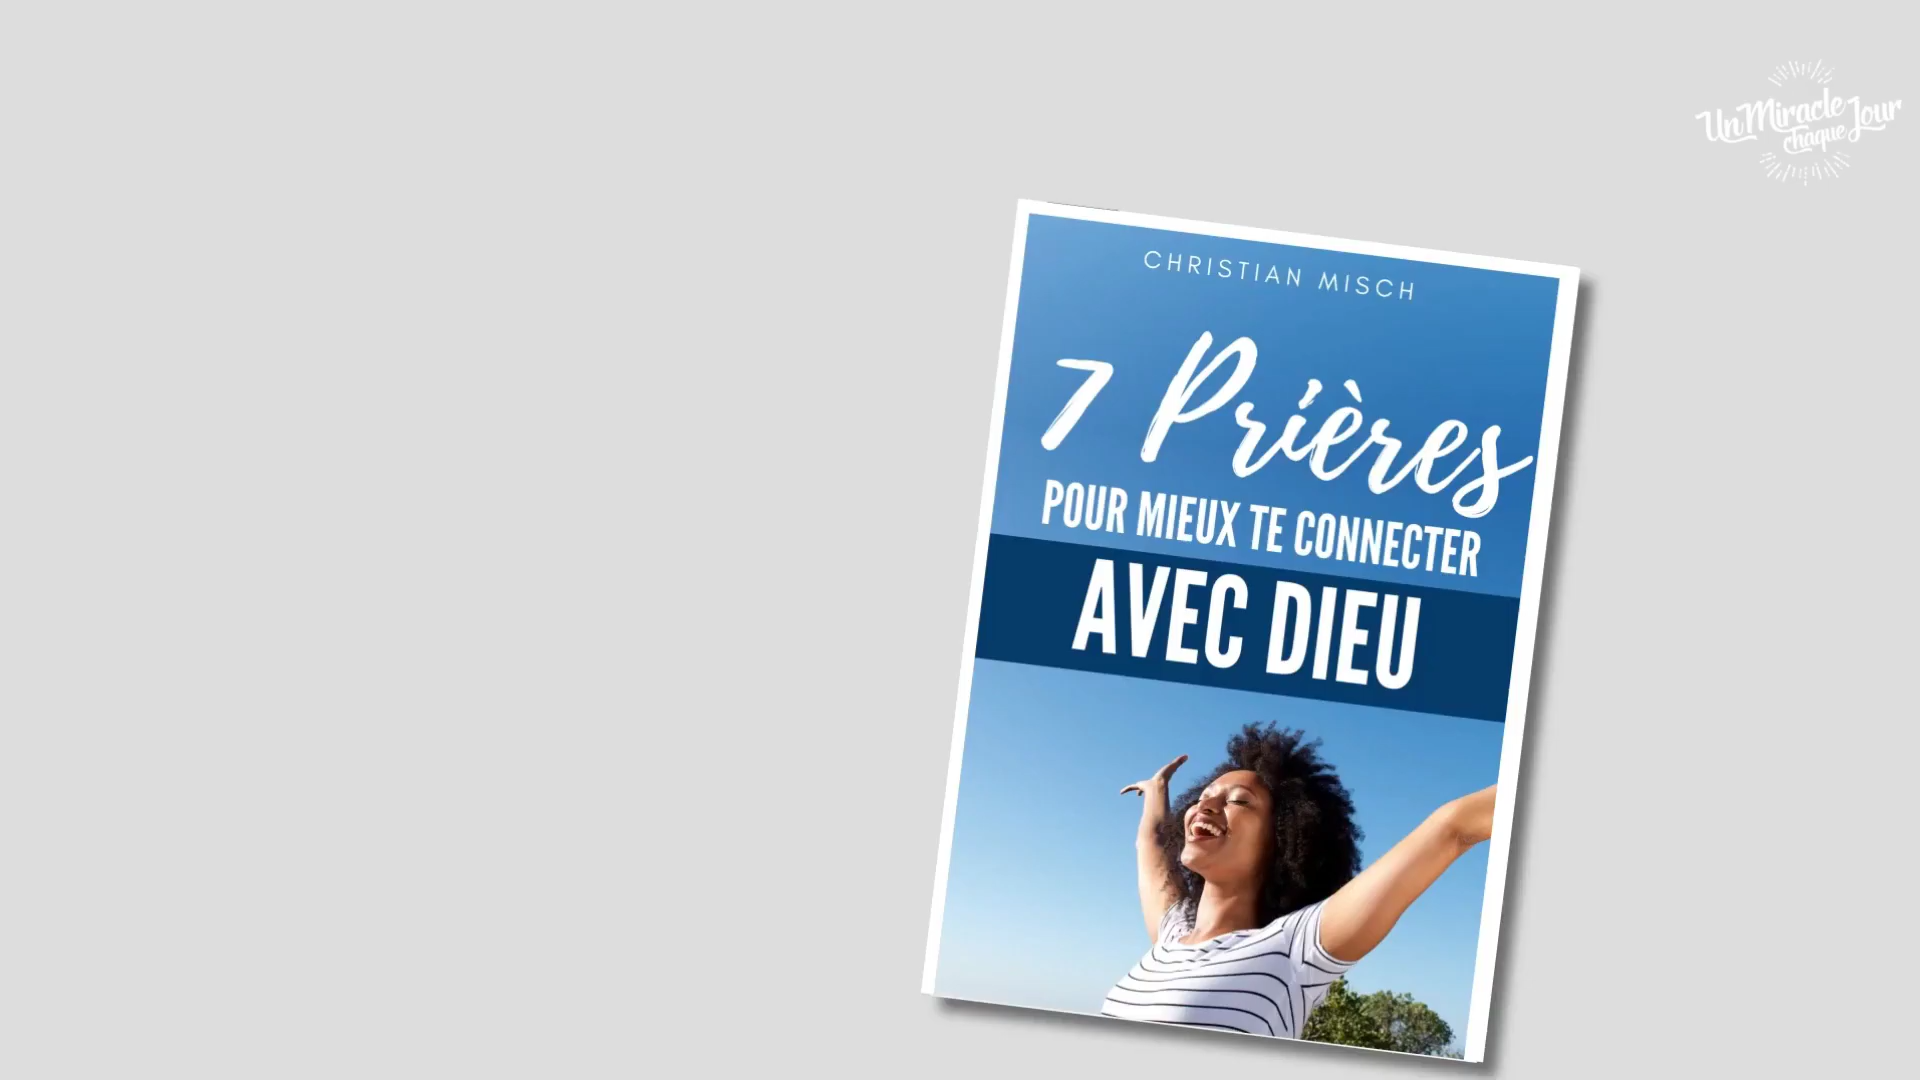 Un Miracle
chaque Jour
CHRISTIAN MISCH
7 Prières
POUR MIEUX TE CONNECTER
AVEC DIEU